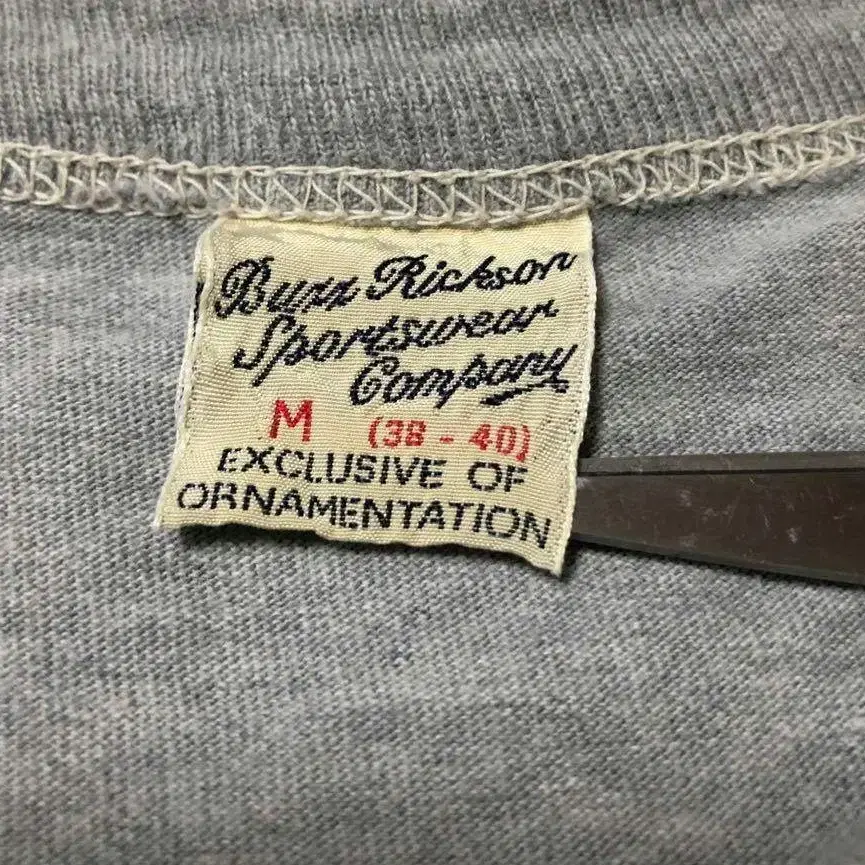 Buzz Rickson
Sportswear
Company
M (38 - 40)
EXCLUSIVE OF
ORNAMENTATION